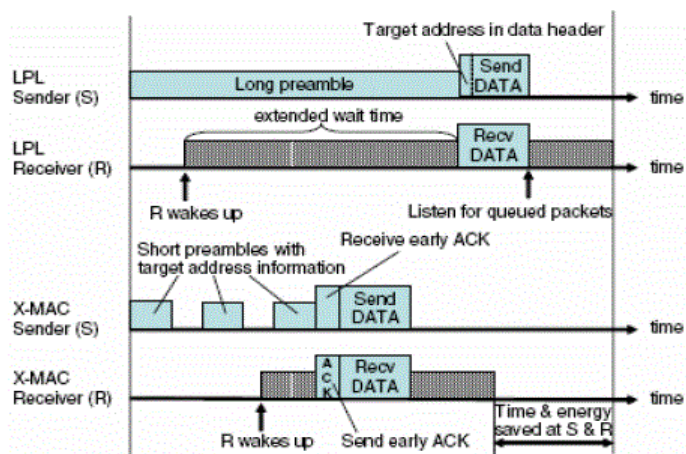 Target address in data header
LPL
Sender (S)
Long preamble
Send
DATA
time
extended wait time
LPL
Receiver (R)
Recv
DATA
time
R wakes up
Listen for queued packets
Short preambles with
target address information
Receive early ACK
X-MAC
Sender (S)
Send
DATA
time
X-MAC
Receiver (R)
ACK
Recv
DATA
time
R wakes up
Send early ACK
Time & energy
saved at S & R